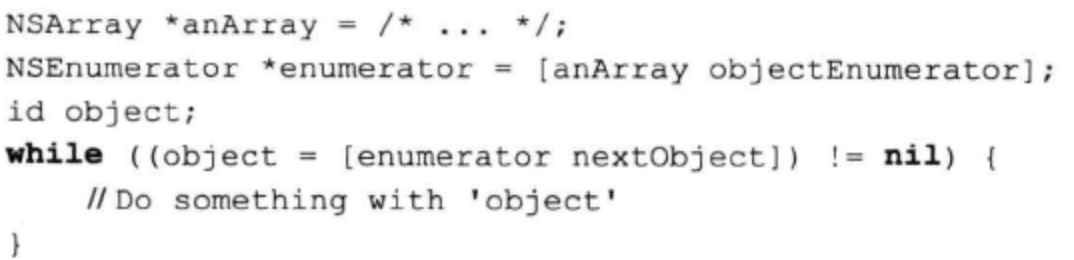 NSArray *anArray = /* ... */;
NSEnumerator *enumerator = [anArray objectEnumerator];
id object;
while ((object = [enumerator nextObject]) != nil) {
    // Do something with 'object'
}